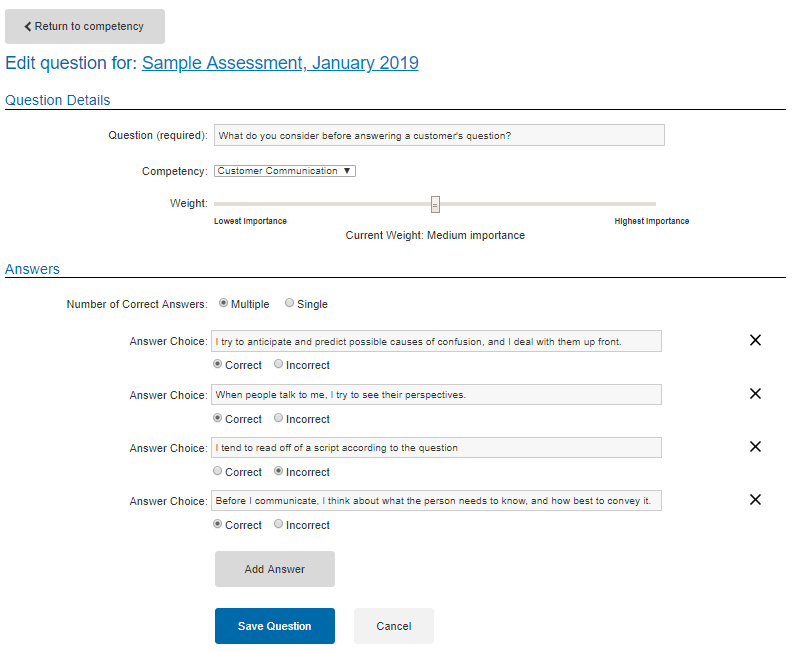 Return to competency
Edit question for: Sample Assessment, January 2019
Question Details
Question (required): What do you consider before answering a customer's question?
Competency: Customer Communication ▼
Weight:
Lowest Importance Highest Importance
Current Weight: Medium importance
Answers
Number of Correct Answers: Multiple Single
Answer Choice: I try to anticipate and predict possible causes of confusion, and I deal with them up front.
Correct Incorrect
Answer Choice: When people talk to me, I try to see their perspectives.
Correct Incorrect
Answer Choice: I tend to read off of a script according to the question
Correct Incorrect
Answer Choice: Before I communicate, I think about what the person needs to know, and how best to convey it.
Correct Incorrect
Add Answer
Save Question Cancel